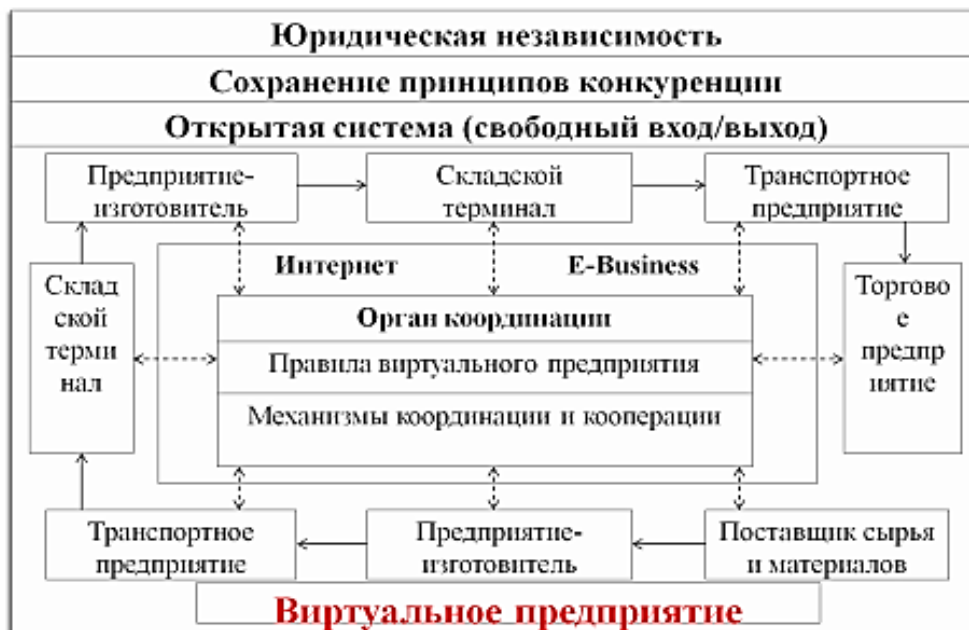 Юридическая независимость
Сохранение принципов конкуренции
Открытая система (свободный вход/выход)
Предприятие-
изготовитель
Складской
терминал
Транспортное
предприятие
Интернет
E-Business
Склад
ской
терми
нал
Орган координации
Правила виртуального предприятия
Механизмы координации и кооперации
Торгово
е
предпр
иятие
Транспортное
предприятие
Предприятие-
изготовитель
Поставщик сырья
и материалов
Виртуальное предприятие